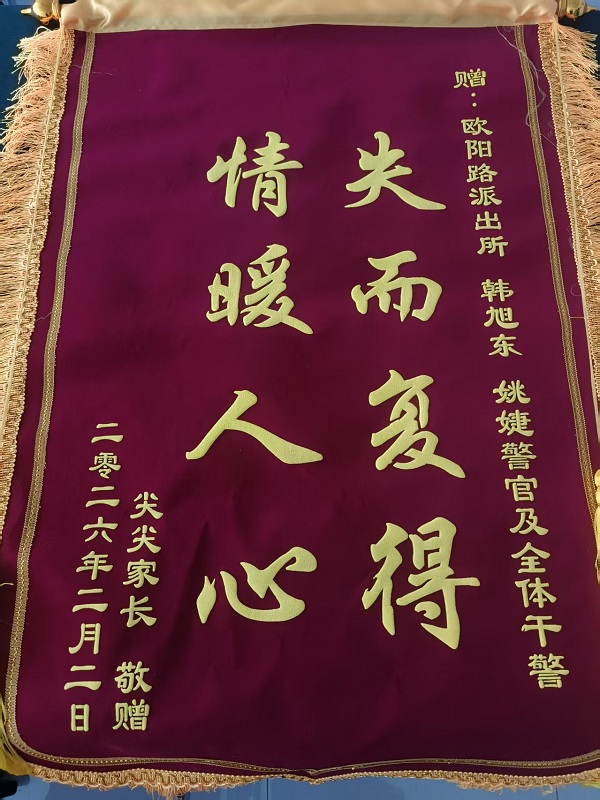 赠：欧阳路派出所 韩旭东 姚婕警官及全体干警
失而复得
情暖人心
尖尖家长 敬赠
二零二六年二月二日